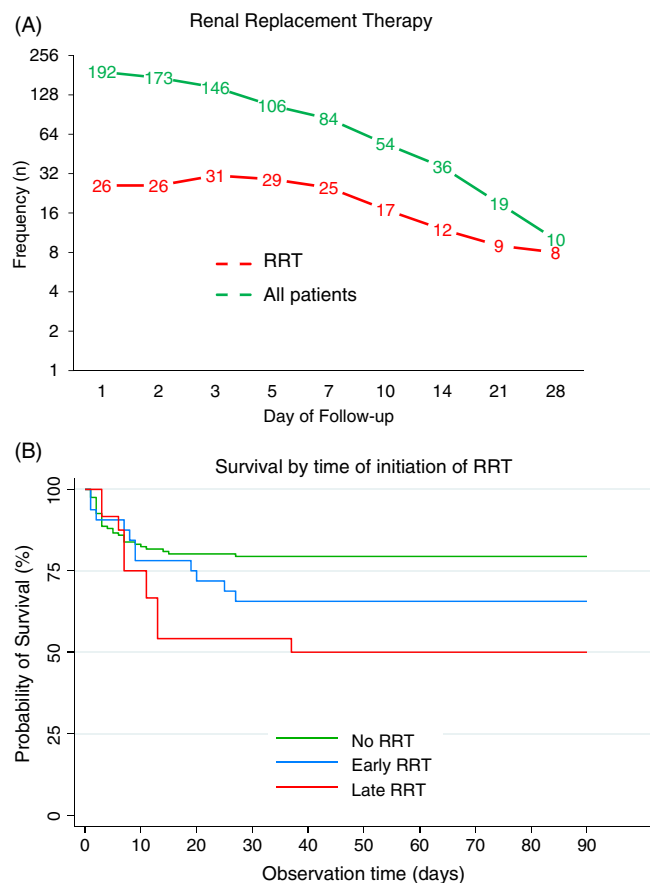 (A)
Renal Replacement Therapy
256
128
64
32
16
8
4
2
1
Frequency (n)
192 173 146 106 84 54 36 19 10
26 26 31 29 25 17 12 9 8
RRT
All patients
1 2 3 5 7 10 14 21 28
Day of Follow-up
(B)
Survival by time of initiation of RRT
100
75
50
25
0
Probability of Survival (%)
No RRT
Early RRT
Late RRT
0 10 20 30 40 50 60 70 80 90
Observation time (days)